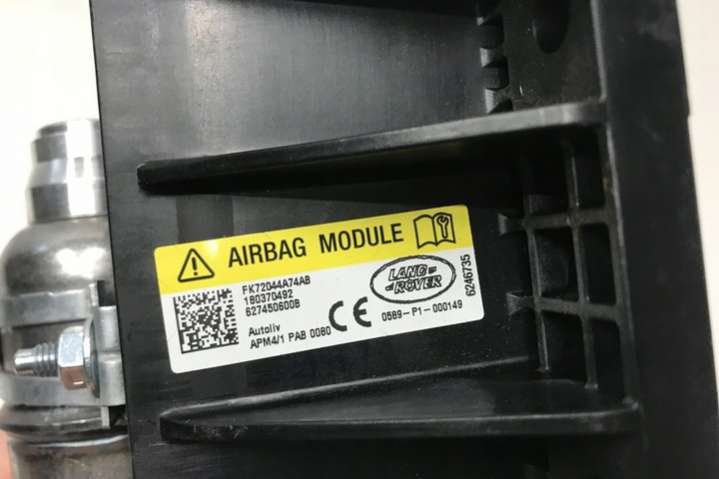 AIRBAG MODULE
FK72044A74AB
180370492
627450600B
Autoliv
APM4/1 PAB 0080
CE
LAND
ROVER
0589-P1-000149
6246735